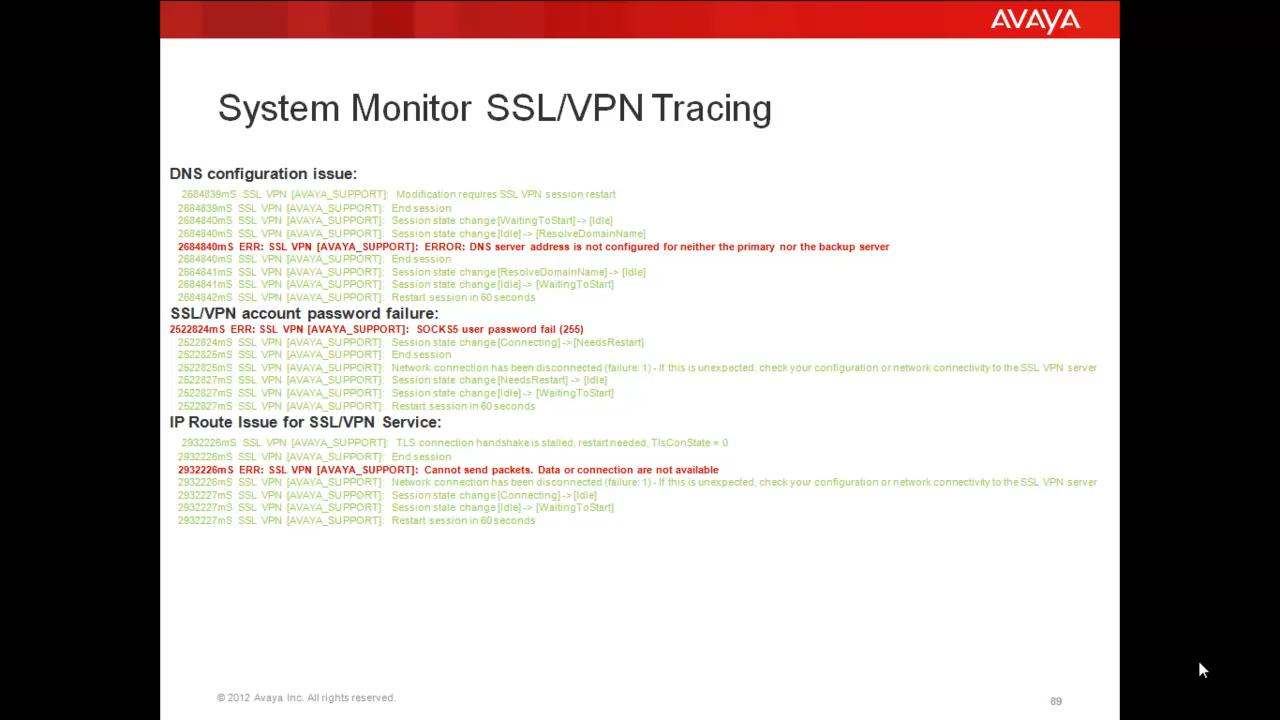 AVAYA
System Monitor SSL/VPN Tracing
DNS configuration issue:
2684839mS SSL VPN [AVAYA_SUPPORT]: Modification requires SSL VPN session restart
2684839mS SSL VPN [AVAYA_SUPPORT]: End session
2684840mS SSL VPN [AVAYA_SUPPORT]: Session state change [WaitingToStart] -> [Idle]
2684840mS SSL VPN [AVAYA_SUPPORT]: Session state change [Idle] -> [ResolveDomainName]
2684840mS ERR: SSL VPN [AVAYA_SUPPORT]: ERROR: DNS server address is not configured for neither the primary nor the backup server
2684840mS SSL VPN [AVAYA_SUPPORT]: End session
2684841mS SSL VPN [AVAYA_SUPPORT]: Session state change [ResolveDomainName] -> [Idle]
2684841mS SSL VPN [AVAYA_SUPPORT]: Session state change [Idle] -> [WaitingToStart]
2684842mS SSL VPN [AVAYA_SUPPORT]: Restart session in 60 seconds
SSL/VPN account password failure:
2522824mS ERR: SSL VPN [AVAYA_SUPPORT]: SOCKS5 user password fail (255)
2522824mS SSL VPN [AVAYA_SUPPORT]: Session state change [Connecting] -> [NeedsRestart]
2522825mS SSL VPN [AVAYA_SUPPORT]: End session
2522825mS SSL VPN [AVAYA_SUPPORT]: Network connection has been disconnected (failure: 1) - If this is unexpected, check your configuration or network connectivity to the SSL VPN server
2522827mS SSL VPN [AVAYA_SUPPORT]: Session state change [NeedsRestart] -> [Idle]
2522827mS SSL VPN [AVAYA_SUPPORT]: Session state change [Idle] -> [WaitingToStart]
2522827mS SSL VPN [AVAYA_SUPPORT]: Restart session in 60 seconds
IP Route Issue for SSL/VPN Service:
2932226mS SSL VPN [AVAYA_SUPPORT]: TLS connection handshake is stalled, restart needed, TlsConState = 0
2932226mS SSL VPN [AVAYA_SUPPORT]: End session
2932226mS ERR: SSL VPN [AVAYA_SUPPORT]: Cannot send packets. Data or connection are not available
2932226mS SSL VPN [AVAYA_SUPPORT]: Network connection has been disconnected (failure: 1) - If this is unexpected, check your configuration or network connectivity to the SSL VPN server
2932227mS SSL VPN [AVAYA_SUPPORT]: Session state change [Connecting] -> [Idle]
2932227mS SSL VPN [AVAYA_SUPPORT]: Session state change [Idle] -> [WaitingToStart]
2932227mS SSL VPN [AVAYA_SUPPORT]: Restart session in 60 seconds
© 2012 Avaya Inc. All rights reserved.
89